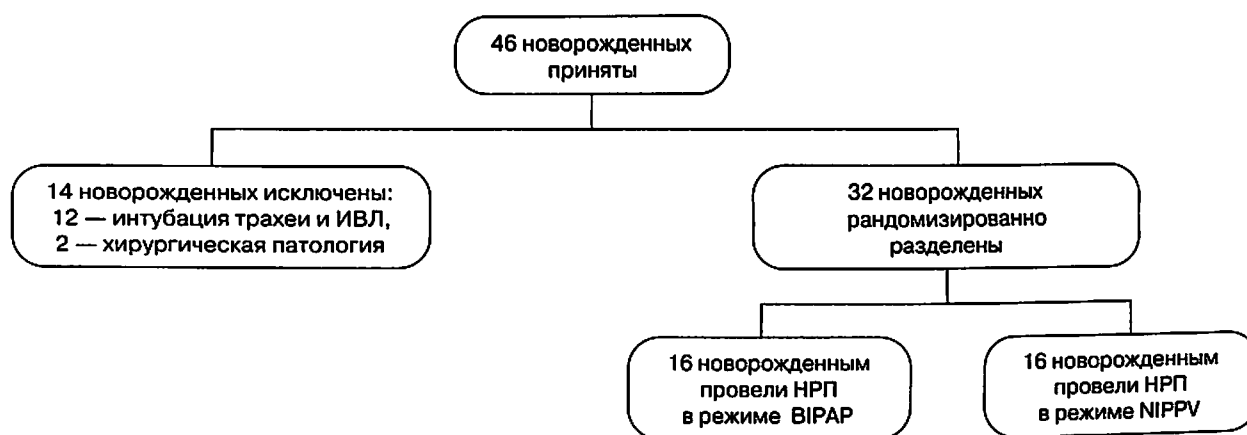 46 новорожденных
приняты
14 новорожденных исключены:
12 — интубация трахеи и ИВЛ,
2 — хирургическая патология
32 новорожденных
рандомизированно
разделены
16 новорожденным
провели НРП
в режиме BIPAP
16 новорожденным
провели НРП
в режиме NIPPV